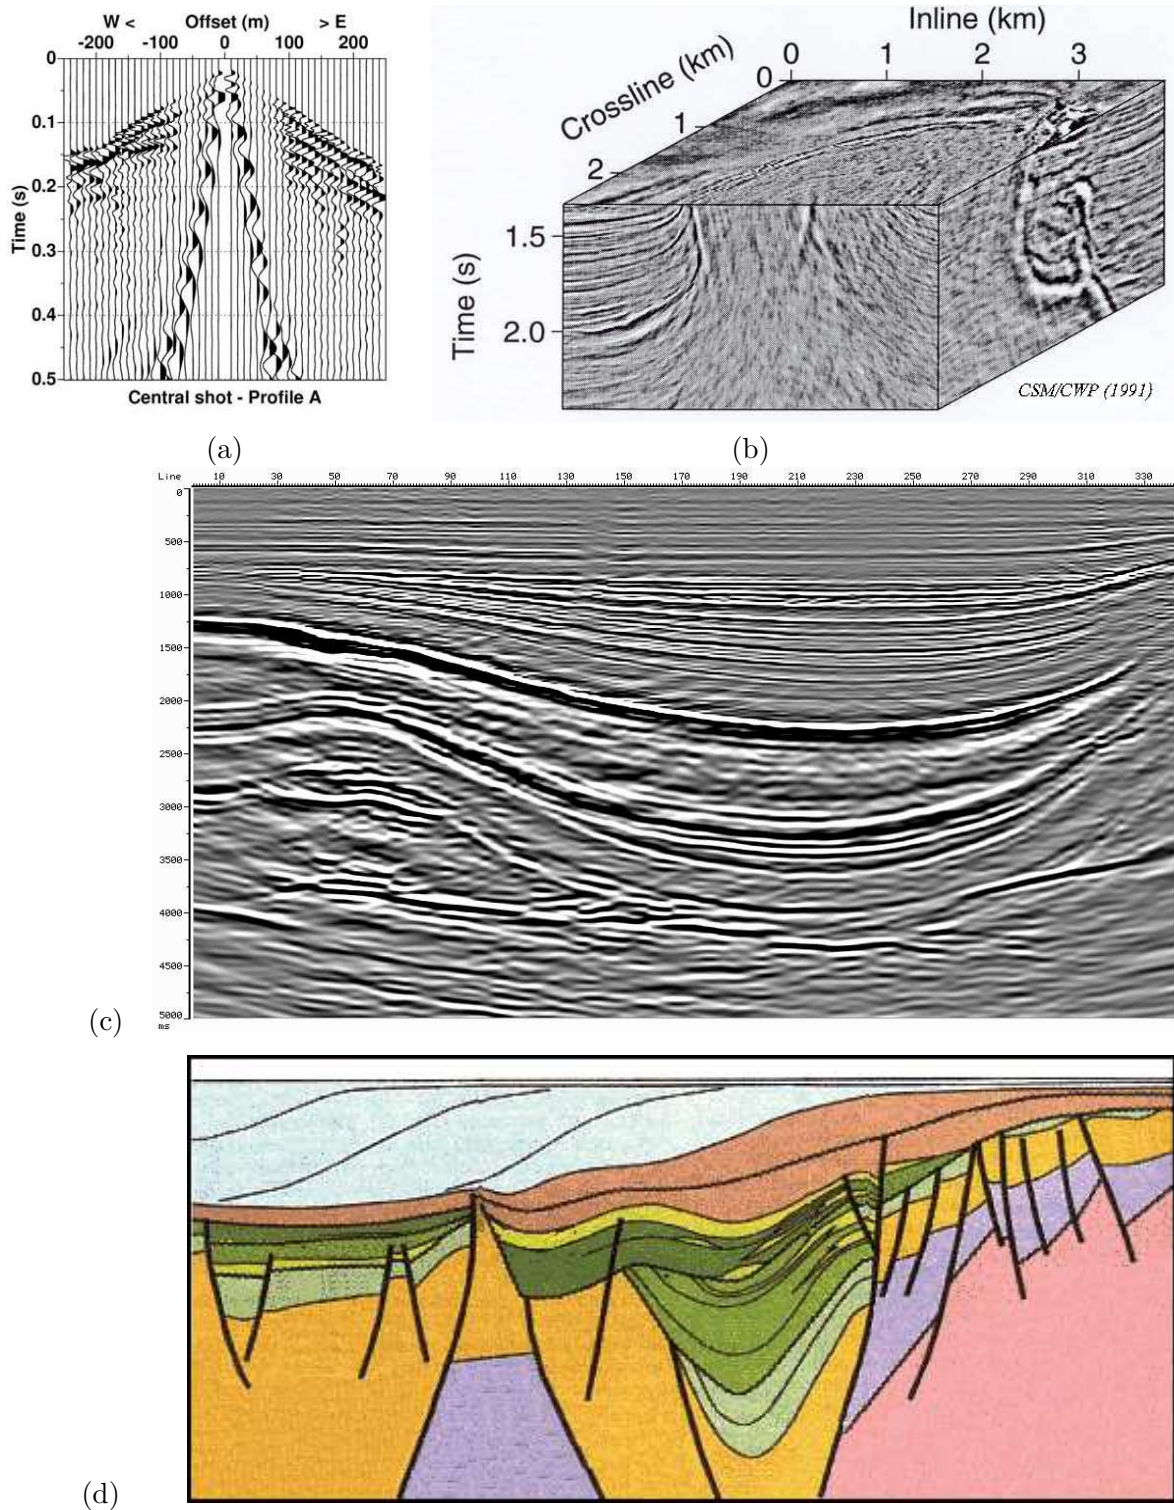 W < Offset (m) > E
-200 -100 0 100 200
0
0.1
0.2
0.3
0.4
0.5
Time (s)
Central shot - Profile A
(a)
Inline (km)
0 1 2 3
Crossline (km)
0
1
2
1.5
2.0
Time (s)
CSM/CWP (1991)
(b)
Line 10 30 50 70 90 110 130 150 170 190 210 230 250 270 290 310 330
0
500
1000
1500
2000
2500
3000
3500
4000
4500
5000
ms
(c)
(d)